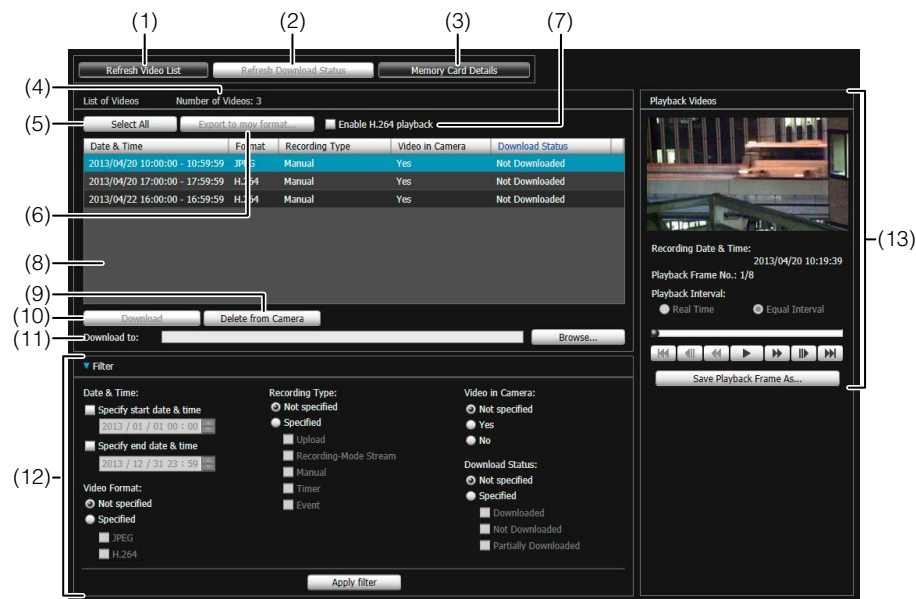 (1)
(2)
(3)
(7)
Refresh Video List
Refresh Download Status
Memory Card Details
(4)
List of Videos Number of Videos: 3
(5)
Select All
Export to mov format...
Enable H.264 playback
Date & Time Format Recording Type Video in Camera Download Status
2013/04/20 10:00:00 - 10:59:59 JPEG Manual Yes Not Downloaded
2013/04/20 17:00:00 - 17:59:59 H.264 Manual Yes Not Downloaded
2013/04/22 16:00:00 - 16:59:59 H.264 Manual Yes Not Downloaded
(6)
(8)
(9)
(10)
Download
Delete from Camera
(11)
Download to:
Browse...
Playback Videos
(13)
Recording Date & Time:
2013/04/20 10:19:39
Playback Frame No.: 1/8
Playback Interval:
Real Time
Equal Interval
Save Playback Frame As...
(12)
Filter
Date & Time:
Specify start date & time
2013 / 01 / 01 00 : 00
Specify end date & time
2013 / 12 / 31 23 : 59
Video Format:
Not specified
Specified
JPEG
H.264
Recording Type:
Not specified
Specified
Upload
Recording-Mode Stream
Manual
Timer
Event
Video in Camera:
Not specified
Yes
No
Download Status:
Not specified
Specified
Downloaded
Not Downloaded
Partially Downloaded
Apply filter